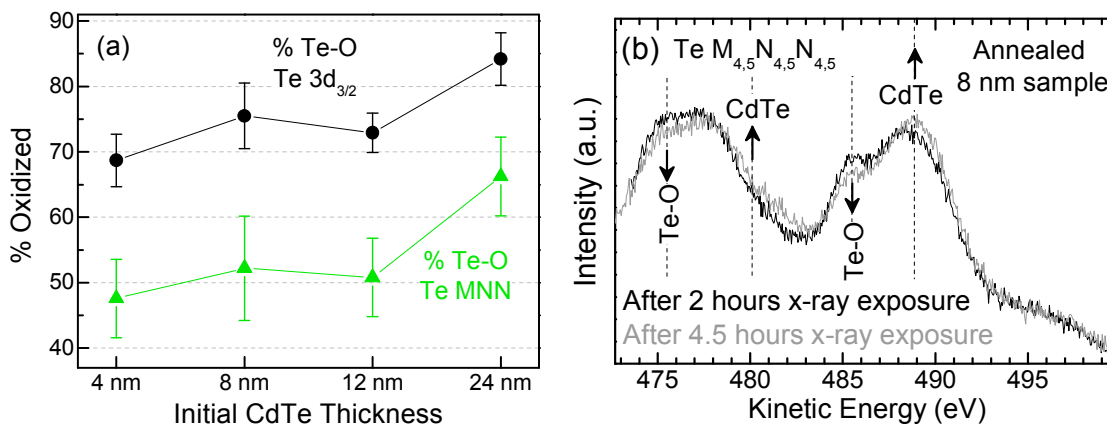 (a)
% Te-O
Te 3d3/2
% Te-O
Te MNN
% Oxidized
90
80
70
60
50
40
4 nm
8 nm
12 nm
24 nm
Initial CdTe Thickness
(b)
Te M4,5N4,5N4,5
Annealed
8 nm sample
CdTe
CdTe
Te-O
Te-O
After 2 hours x-ray exposure
After 4.5 hours x-ray exposure
Intensity (a.u.)
475
480
485
490
495
Kinetic Energy (eV)